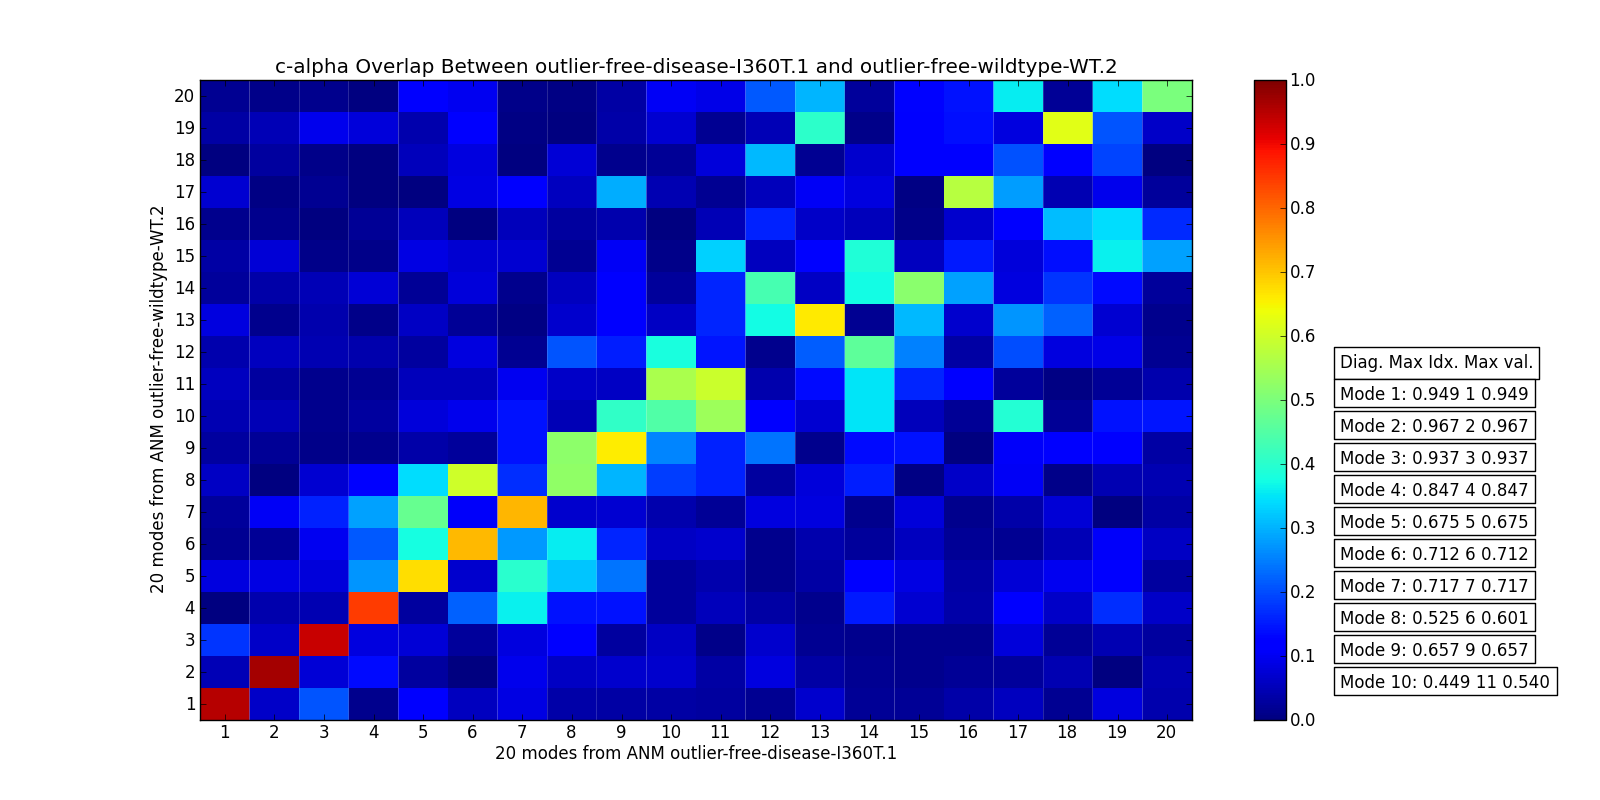 c-alpha Overlap Between outlier-free-disease-I360T.1 and outlier-free-wildtype-WT.2
20 modes from ANM outlier-free-wildtype-WT.2
20
19
18
17
16
15
14
13
12
11
10
9
8
7
6
5
4
3
2
1
1 2 3 4 5 6 7 8 9 10 11 12 13 14 15 16 17 18 19 20
20 modes from ANM outlier-free-disease-I360T.1
1.0
0.9
0.8
0.7
0.6
0.5
0.4
0.3
0.2
0.1
0.0
Diag. Max Idx. Max val.
Mode 1: 0.949 1 0.949
Mode 2: 0.967 2 0.967
Mode 3: 0.937 3 0.937
Mode 4: 0.847 4 0.847
Mode 5: 0.675 5 0.675
Mode 6: 0.712 6 0.712
Mode 7: 0.717 7 0.717
Mode 8: 0.525 6 0.601
Mode 9: 0.657 9 0.657
Mode 10: 0.449 11 0.540